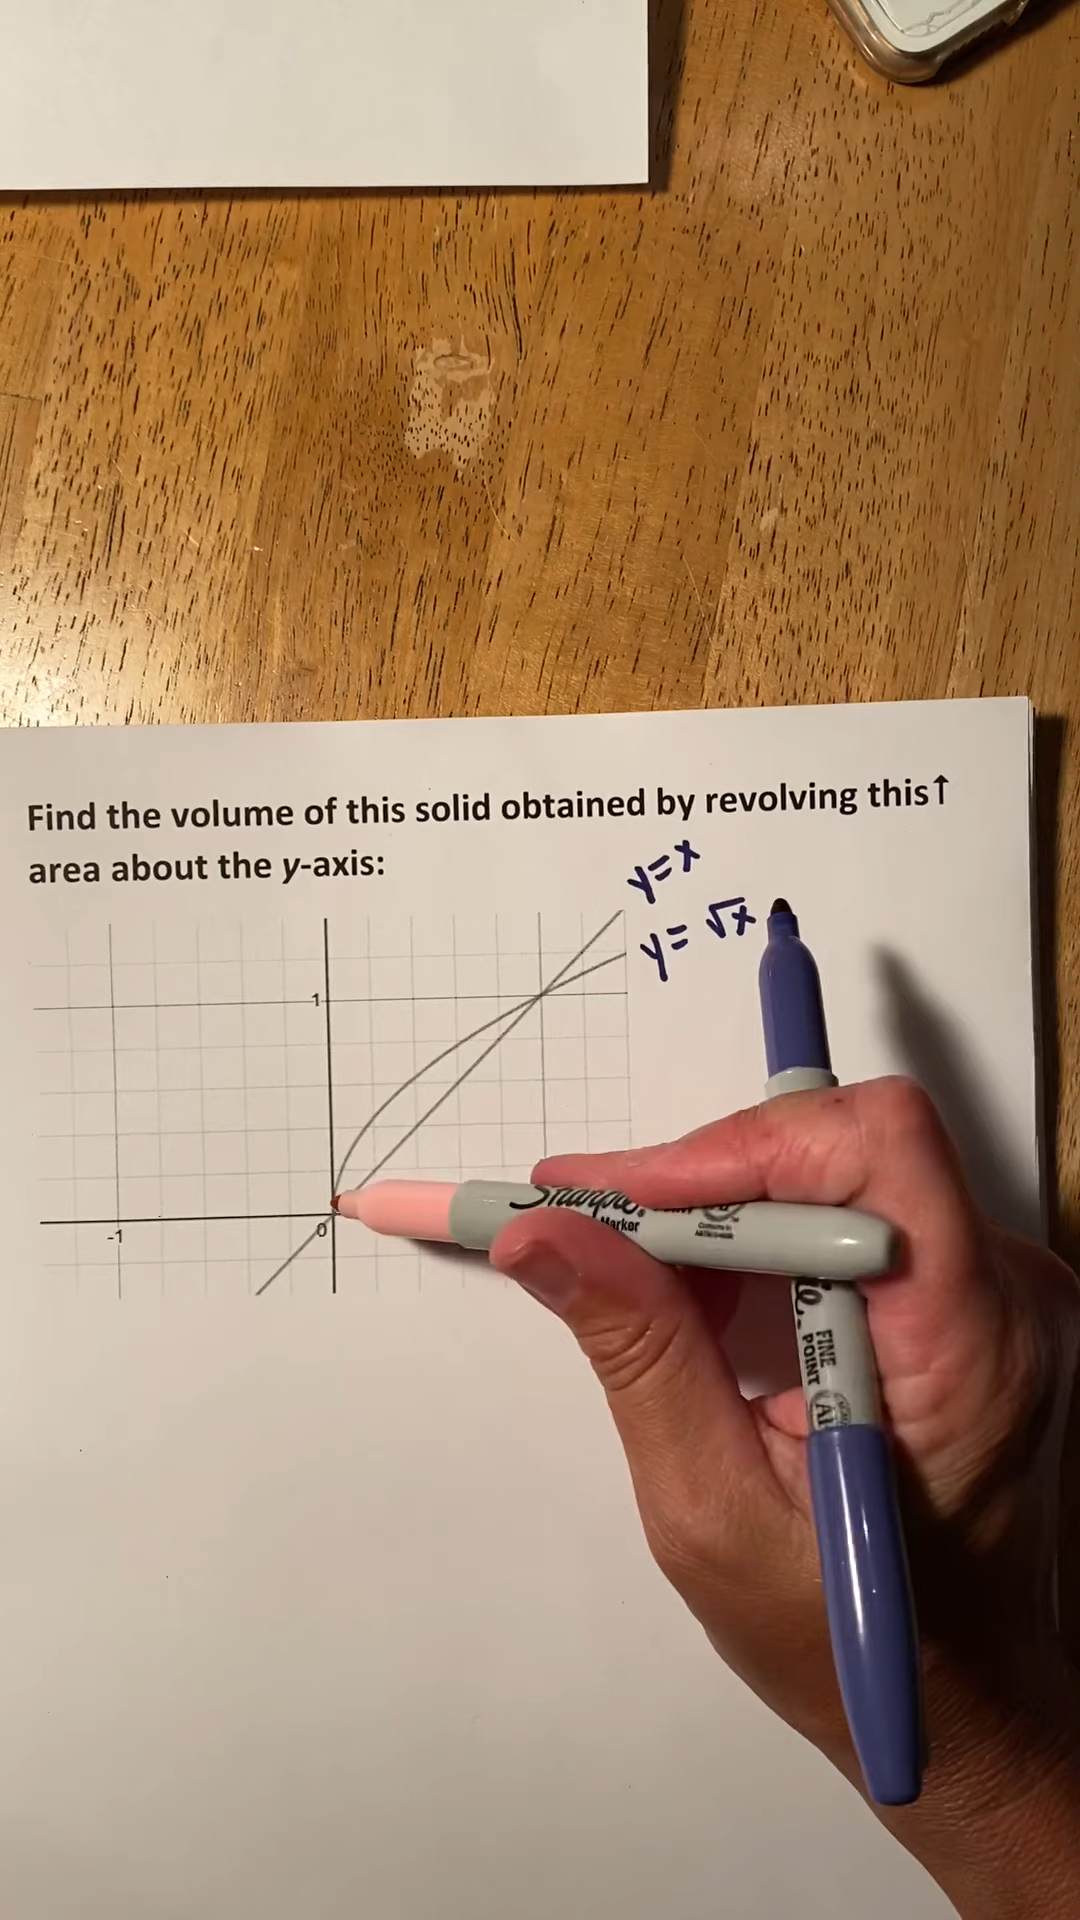 Find the volume of this solid obtained by revolving this↑
area about the y-axis:
y=x
y=√x
1
-1
0
Sharpie.
Marker
FINE
POINT